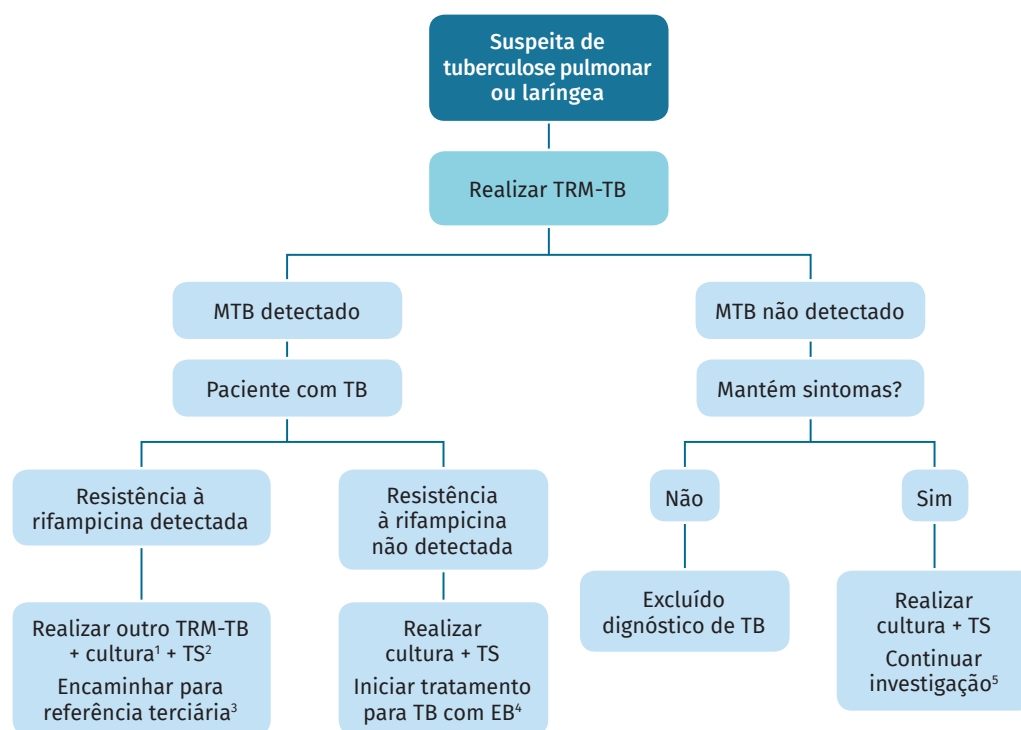 Suspeita de
tuberculose pulmonar
ou laríngea
Realizar TRM-TB
MTB detectado
MTB não detectado
Paciente com TB
Mantém sintomas?
Resistência à
rifampicina detectada
Resistência
à rifampicina
não detectada
Não
Sim
Realizar outro TRM-TB
+ cultura¹ + TS²
Encaminhar para
referência terciária³
Realizar
cultura + TS
Iniciar tratamento
para TB com EB⁴
Excluído
dignóstico de TB
Realizar
cultura + TS
Continuar
investigação⁵